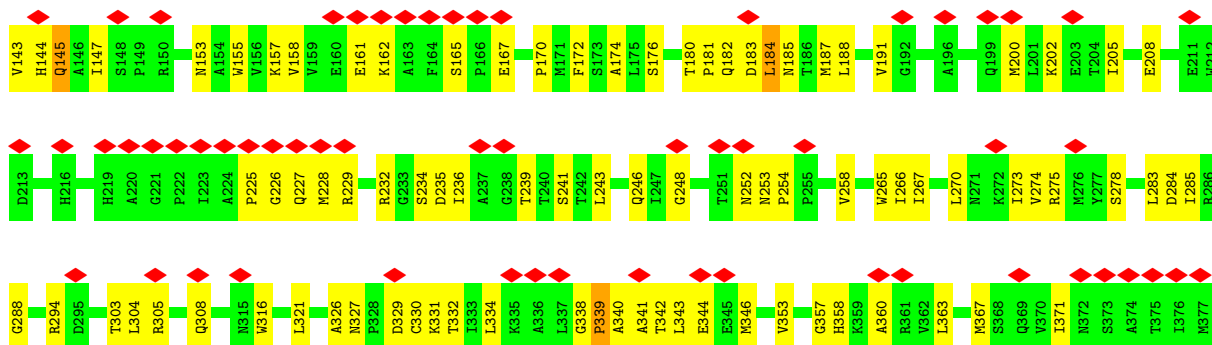 V143 H144 Q145 A146 I147 S148 P149 R150 N153 A154 W155 V156 K157 V158 V159 E160 E161 K162 A163 F164 S165 P166 E167 P170 M171 F172 S173 A174 L175 S176 T180 P181 Q182 D183 L184 N185 T186 M187 L188 V191 G192 A196 Q199 M200 L201 K202 E203 T204 I205 E208 E211 W212
D213 H216 H219 A220 G221 P222 I223 A224 P225 G226 Q227 M228 R229 R232 G233 S234 D235 I236 A237 G238 T239 T240 S241 T242 L243 Q246 I247 G248 T251 N252 N253 P254 P255 V258 W265 I266 I267 L270 N271 K272 I273 V274 R275 M276 Y277 S278 L283 D284 I285 R286
G288 R294 D295 T303 L304 R305 Q308 N315 W316 L321 A326 N327 P328 D329 C330 K331 T332 I333 L334 K335 A336 L337 G338 P339 A340 A341 T342 L343 E344 E345 M346 V353 G357 H358 K359 A360 R361 V362 L363 M367 S368 Q369 V370 I371 N372 S373 A374 T375 I376 M377